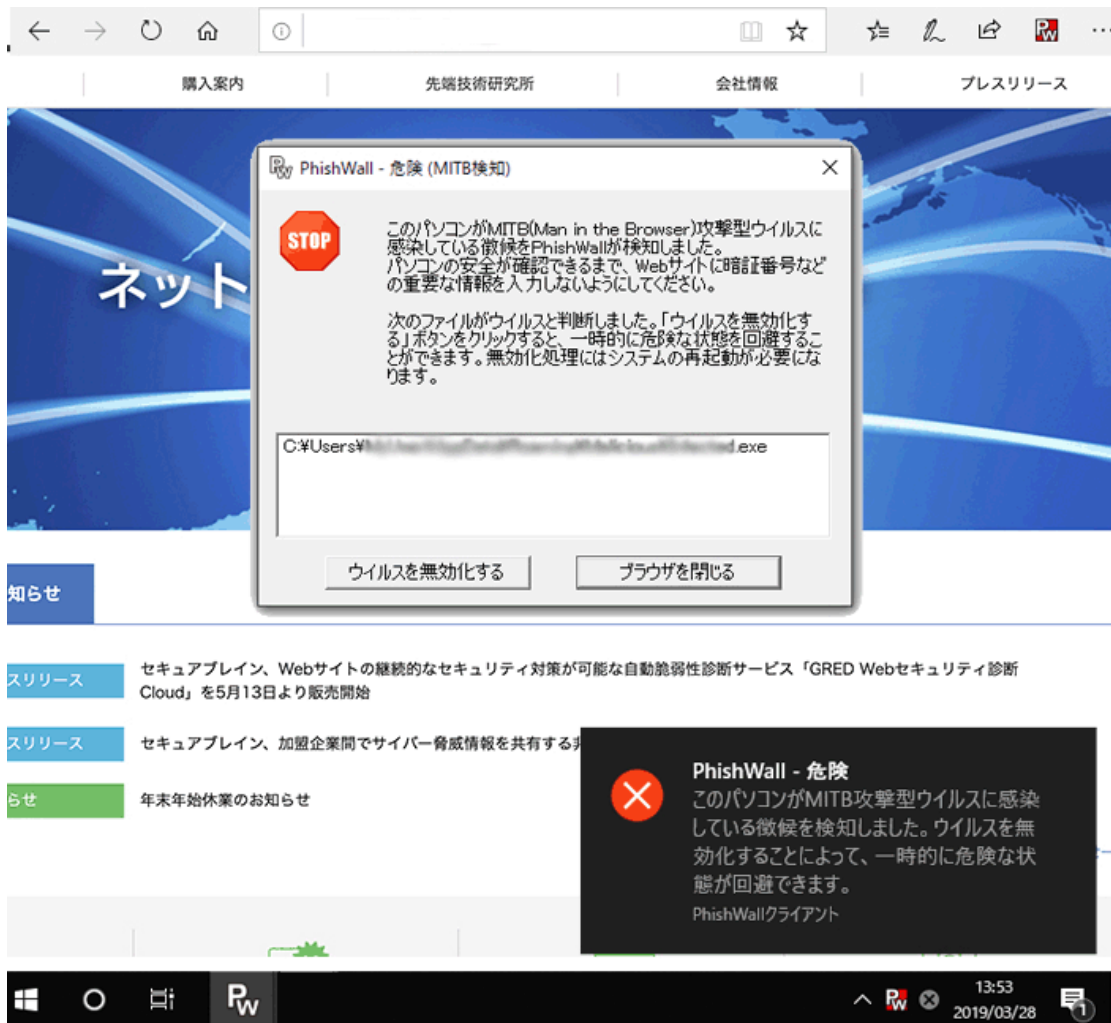 購入案内
先端技術研究所
会社情報
プレスリリース
ネット
PhishWall - 危険 (MITB検知)
STOP
このパソコンがMITB(Man in the Browser)攻撃型ウイルスに
感染している徴候をPhishWallが検知しました。
パソコンの安全が確認できるまで、Webサイトに暗証番号など
の重要な情報を入力しないようにしてください。
次のファイルがウイルスと判断しました。「ウイルスを無効化す
る」ボタンをクリックすると、一時的に危険な状態を回避するこ
とができます。無効化処理にはシステムの再起動が必要にな
ります。
C:¥Users¥
.exe
ウイルスを無効化する
ブラウザを閉じる
知らせ
スリリース
セキュアブレイン、Webサイトの継続的なセキュリティ対策が可能な自動脆弱性診断サービス「GRED Webセキュリティ診断
Cloud」を5月13日より販売開始
スリリース
セキュアブレイン、加盟企業間でサイバー脅威情報を共有する
らせ
年末年始休業のお知らせ
PhishWall - 危険
このパソコンがMITB攻撃型ウイルスに感染
している徴候を検知しました。ウイルスを無
効化することによって、一時的に危険な状
態が回避できます。
PhishWallクライアント
PW
13:53
2019/03/28
1